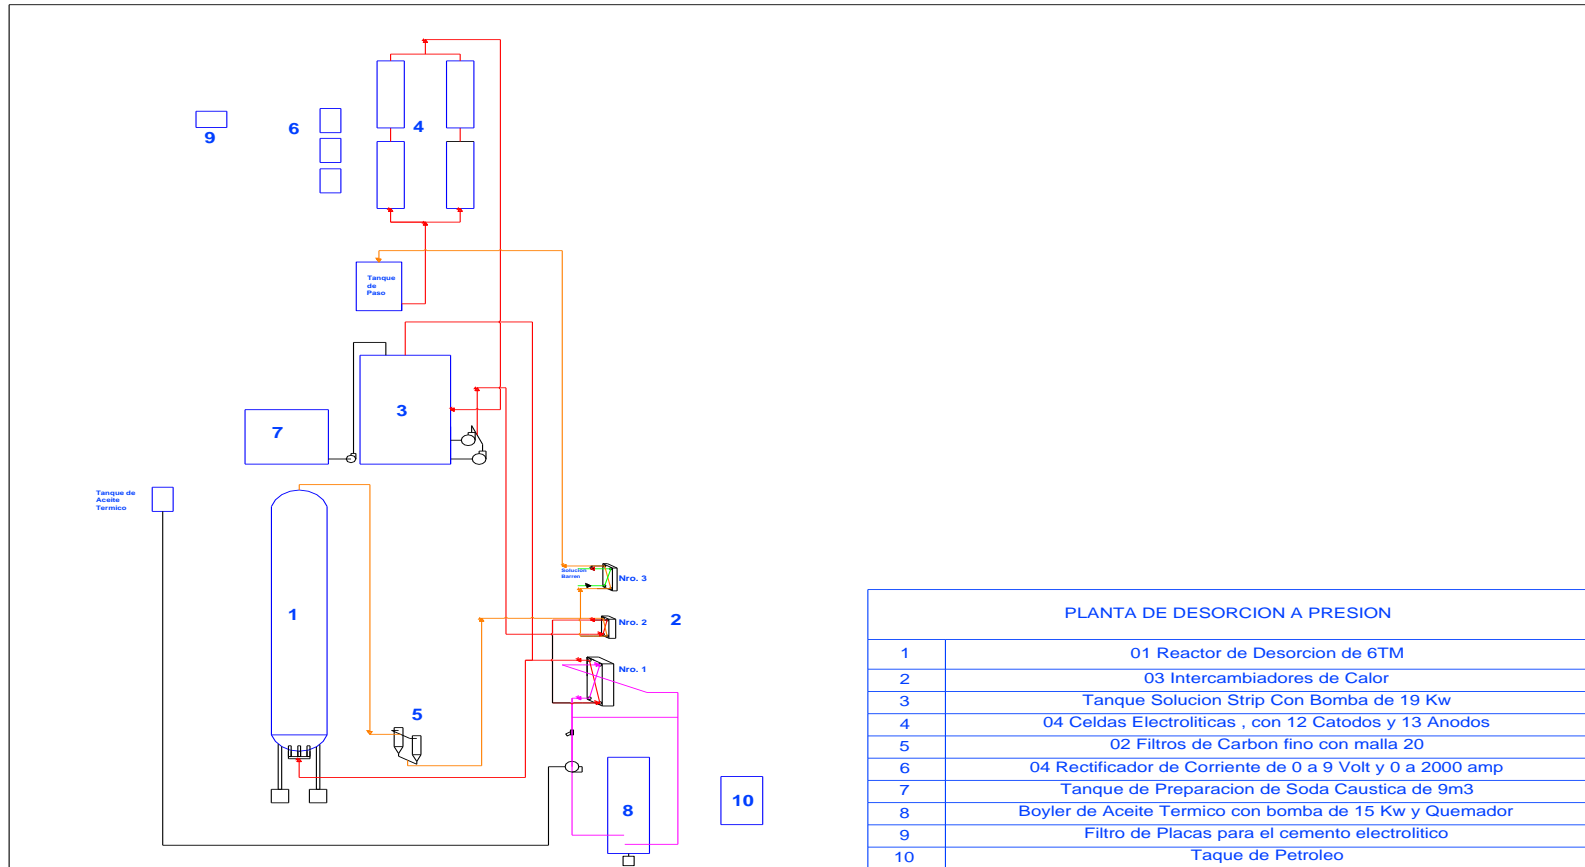 9
6
4
Tanque
de
Paso
3
7
Tanque de
Aceite
Termico
1
5
Solucion
Barren
Nro. 3
Nro. 2
2
Nro. 1
8
10
PLANTA DE DESORCION A PRESION
1 01 Reactor de Desorcion de 6TM
2 03 Intercambiadores de Calor
3 Tanque Solucion Strip Con Bomba de 19 Kw
4 04 Celdas Electroliticas , con 12 Catodos y 13 Anodos
5 02 Filtros de Carbon fino con malla 20
6 04 Rectificador de Corriente de 0 a 9 Volt y 0 a 2000 amp
7 Tanque de Preparacion de Soda Caustica de 9m3
8 Boyler de Aceite Termico con bomba de 15 Kw y Quemador
9 Filtro de Placas para el cemento electrolitico
10 Taque de Petroleo